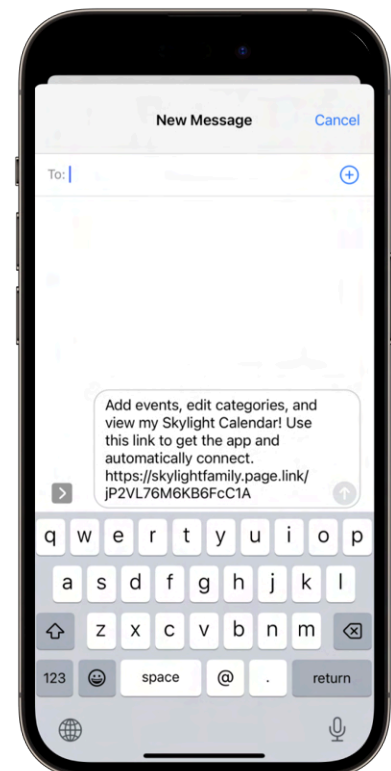 New Message
Cancel
To:
Add events, edit categories, and
view my Skylight Calendar! Use
this link to get the app and
automatically connect.
https://skylightfamily.page.link/
jP2VL76M6KB6FcC1A
q w e r t y u i o p
a s d f g h j k l
z x c v b n m
123 space @ . return